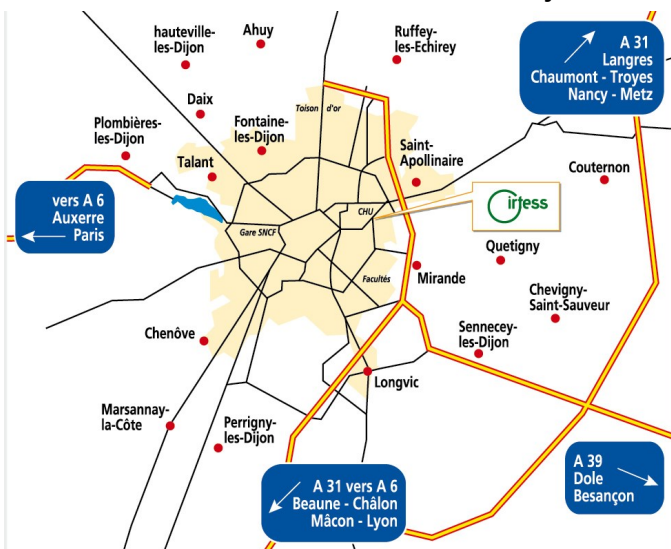 hauteville-
les-Dijon
Ahuy
Ruffey-
les-Echirey
A 31
Langres
Chaumont - Troyes
Nancy - Metz
Daix
Toison d'or
Plombières-
les-Dijon
Fontaine-
les-Dijon
Talant
Saint-
Apollinaire
Couternon
vers A 6
Auxerre
Paris
CHU
irtess
Gare SNCF
Quetigny
Facultés
Mirande
Chevigny-
Saint-Sauveur
Chenôve
Sennecey-
les-Dijon
Longvic
Marsannay-
la-Côte
Perrigny-
les-Dijon
A 31 vers A 6
Beaune - Châlon
Mâcon - Lyon
A 39
Dole
Besançon